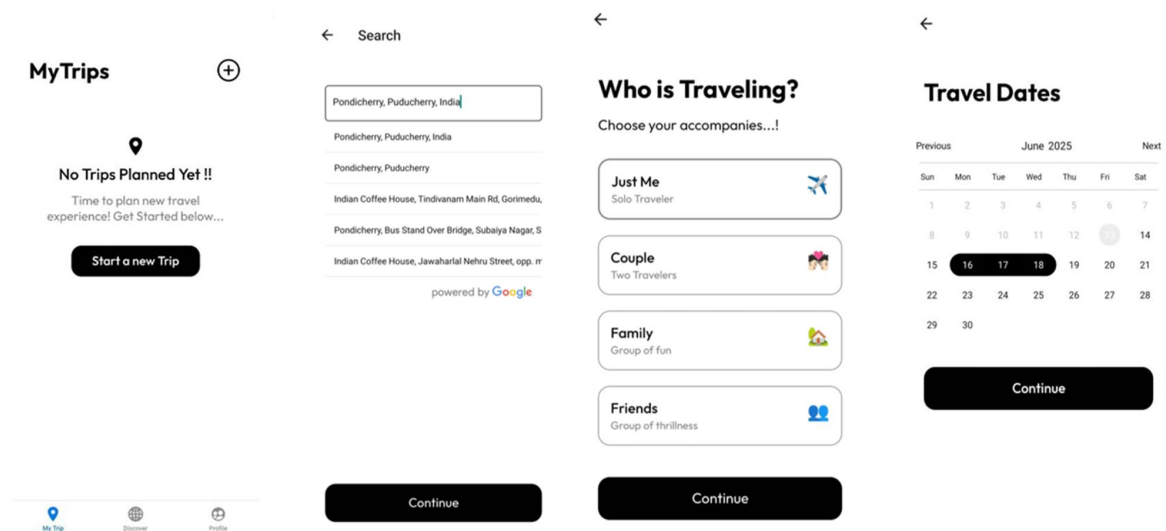 MyTrips
No Trips Planned Yet !!
Time to plan new travel
experience! Get Started below...
Start a new Trip
My Trip
Discover
Profile
Search
Pondicherry, Puducherry, India
Pondicherry, Puducherry, India
Pondicherry, Puducherry
Indian Coffee House, Tindivanam Main Rd, Gorimedu,
Pondicherry, Bus Stand Over Bridge, Subaiya Nagar, S
Indian Coffee House, Jawaharlal Nehru Street, opp. m
powered by Google
Continue
Who is Traveling?
Choose your accompanies...!
Just Me
Solo Traveler
Couple
Two Travelers
Family
Group of fun
Friends
Group of thrillness
Continue
Travel Dates
Previous June 2025 Next
Sun Mon Tue Wed Thu Fri Sat
1 2 3 4 5 6 7
8 9 10 11 12 13 14
15 16 17 18 19 20 21
22 23 24 25 26 27 28
29 30
Continue